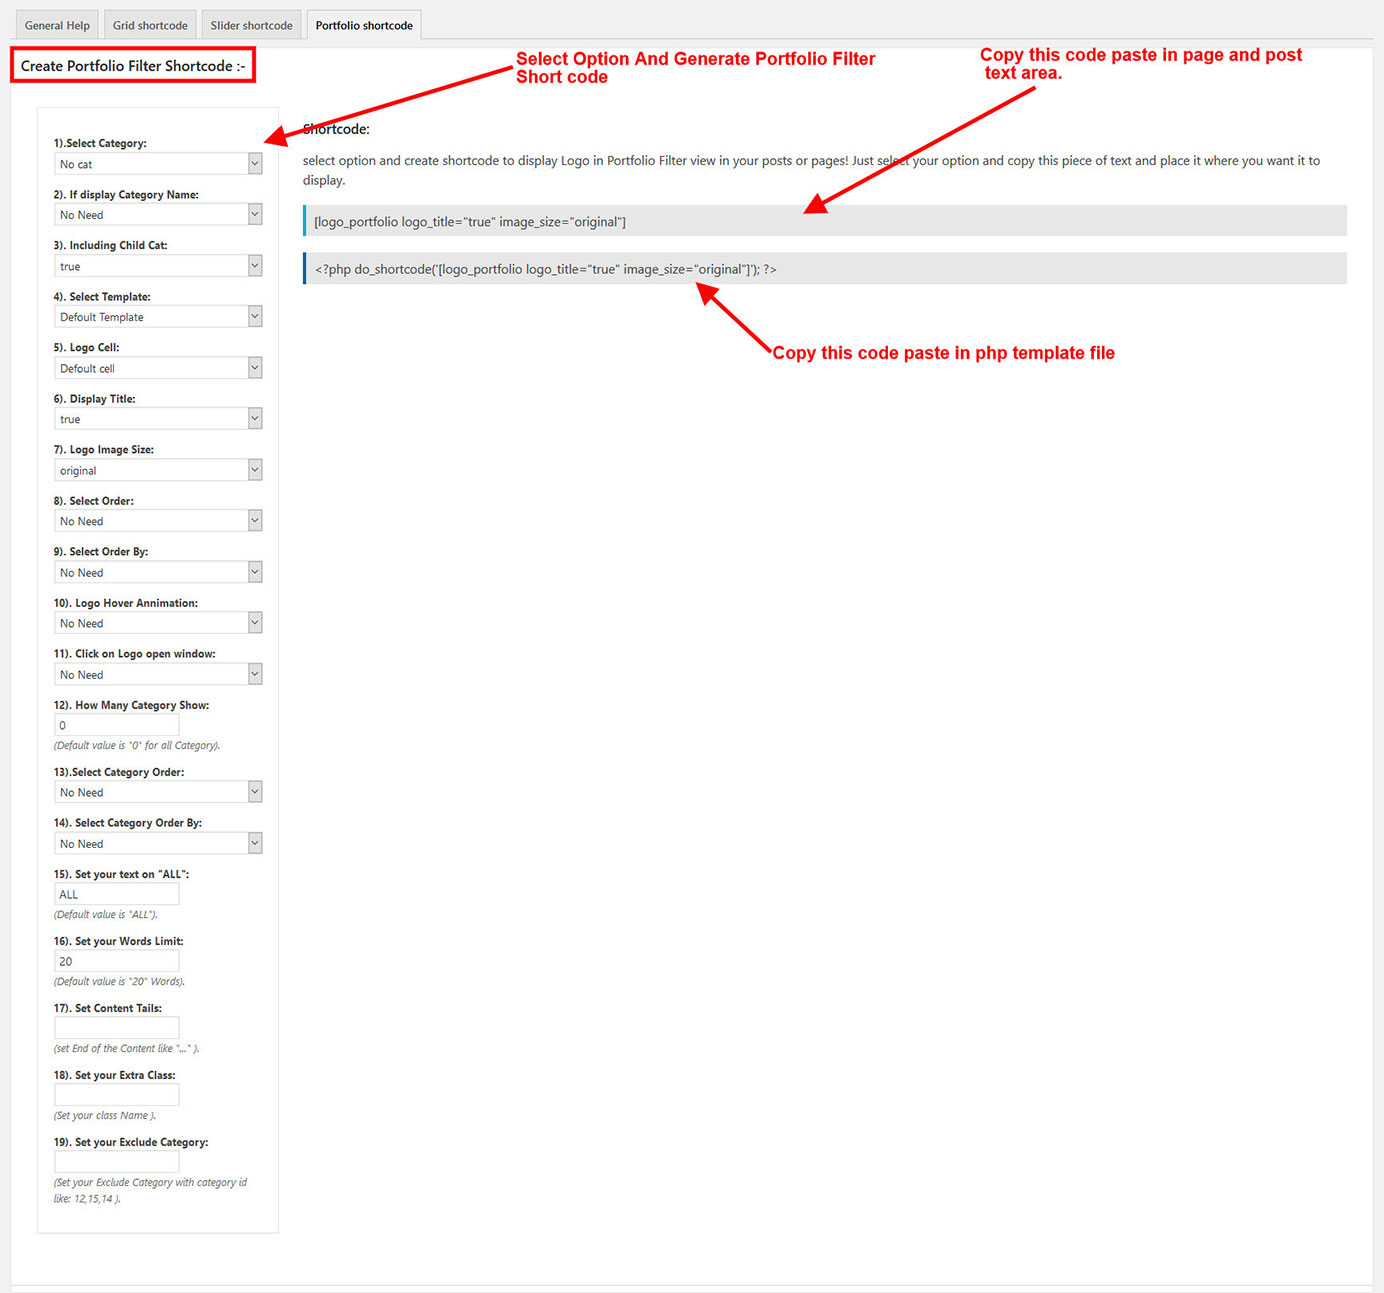 General Help
Grid shortcode
Slider shortcode
Portfolio shortcode
Create Portfolio Filter Shortcode :-
Select Option And Generate Portfolio Filter
Short code
Copy this code paste in page and post
text area.
1).Select Category:
No cat
2). If display Category Name:
No Need
3). Including Child Cat:
true
4). Select Template:
Defoult Template
5). Logo Cell:
Default cell
6). Display Title:
true
7). Logo Image Size:
original
8). Select Order:
No Need
9). Select Order By:
No Need
10). Logo Hover Annimation:
No Need
11). Click on Logo open window:
No Need
12). How Many Category Show:
0
(Default value is "0" for all Category).
13).Select Category Order:
No Need
14). Select Category Order By:
No Need
15). Set your text on "ALL":
ALL
(Default value is "ALL").
16). Set your Words Limit:
20
(Default value is "20" Words).
17). Set Content Tails:
(set End of the Content like "..." ).
18). Set your Extra Class:
(Set your class Name ).
19). Set your Exclude Category:
(Set your Exclude Category with category id
like: 12,15,14 ).
Shortcode:
select option and create shortcode to display Logo in Portfolio Filter view in your posts or pages! Just select your option and copy this piece of text and place it where you want it to
display.
[logo_portfolio logo_title="true" image_size="original"]
<?php do_shortcode('[logo_portfolio logo_title="true" image_size="original"]'); ?>
Copy this code paste in php template file